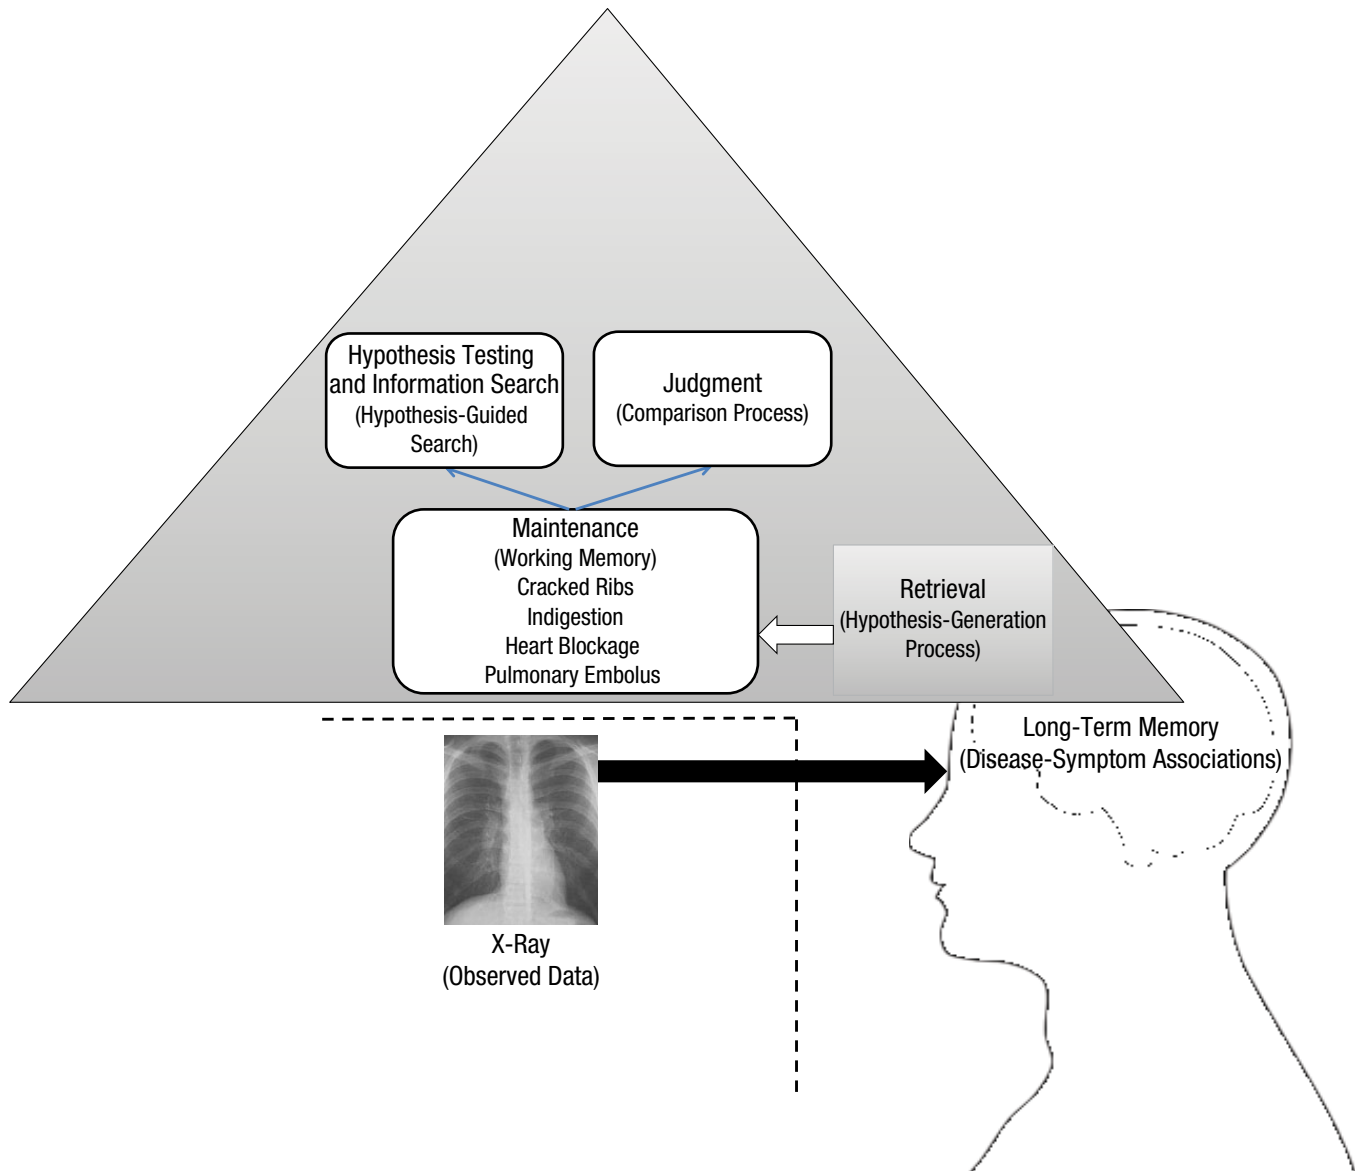 Hypothesis Testing
and Information Search
(Hypothesis-Guided
Search)
Judgment
(Comparison Process)
Maintenance
(Working Memory)
Cracked Ribs
Indigestion
Heart Blockage
Pulmonary Embolus
Retrieval
(Hypothesis-Generation
Process)
Long-Term Memory
(Disease-Symptom Associations)
X-Ray
(Observed Data)